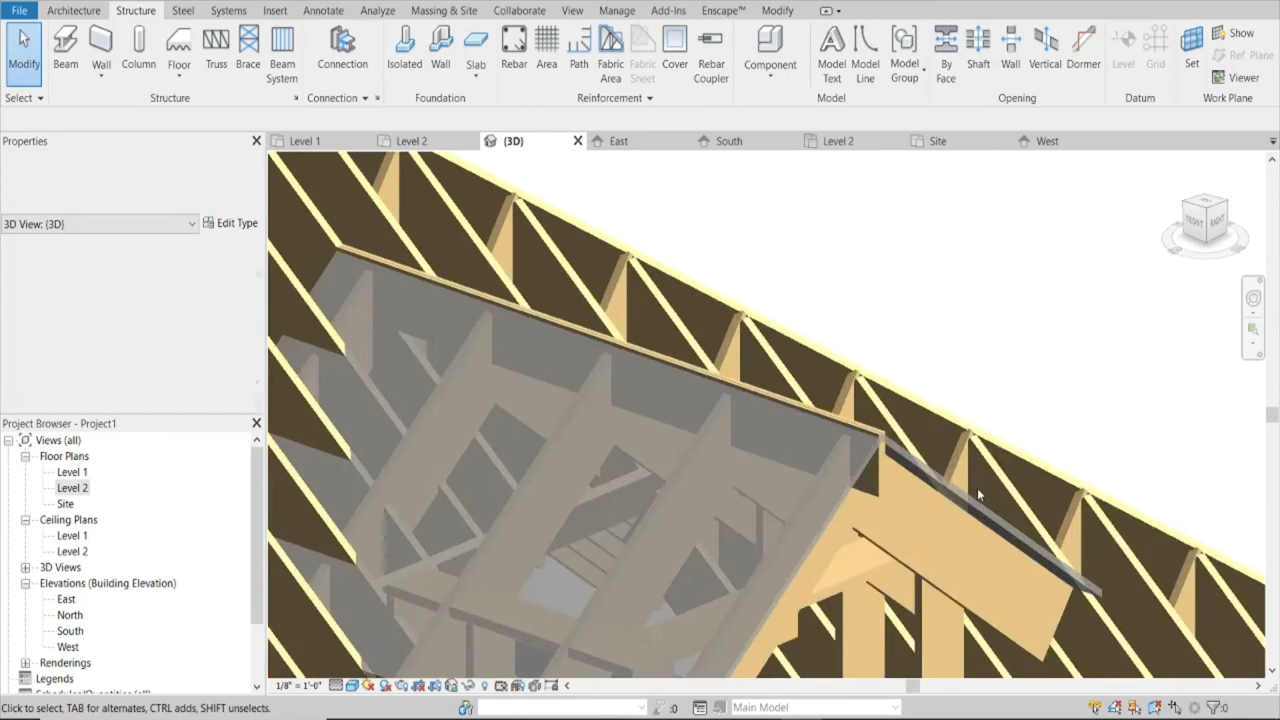 File Architecture Structure Steel Systems Insert Annotate Analyze Massing & Site Collaborate View Manage Add-Ins Enscape™ Modify
Modify Beam Wall Column Floor Truss Brace Beam System Connection Isolated Wall Slab Rebar Area Path Fabric Area Fabric Sheet Cover Rebar Coupler Component Model Text Model Line Model Group By Face Shaft Wall Vertical Dormer Level Grid Set Show Ref Plane Viewer
Select Structure Connection Foundation Reinforcement Model Opening Datum Work Plane
Properties Level 1 Level 2 (3D) East South Level 2 Site West
FRONT RIGHT
3D View: {3D} Edit Type
Project Browser - Project1
Views (all)
Floor Plans
Level 1
Level 2
Site
Ceiling Plans
Level 1
Level 2
3D Views
Elevations (Building Elevation)
East
North
South
West
Renderings
Legends
1/8" = 1'-0"
Click to select, TAB for alternates, CTRL adds, SHIFT unselects. :0 Main Model :0